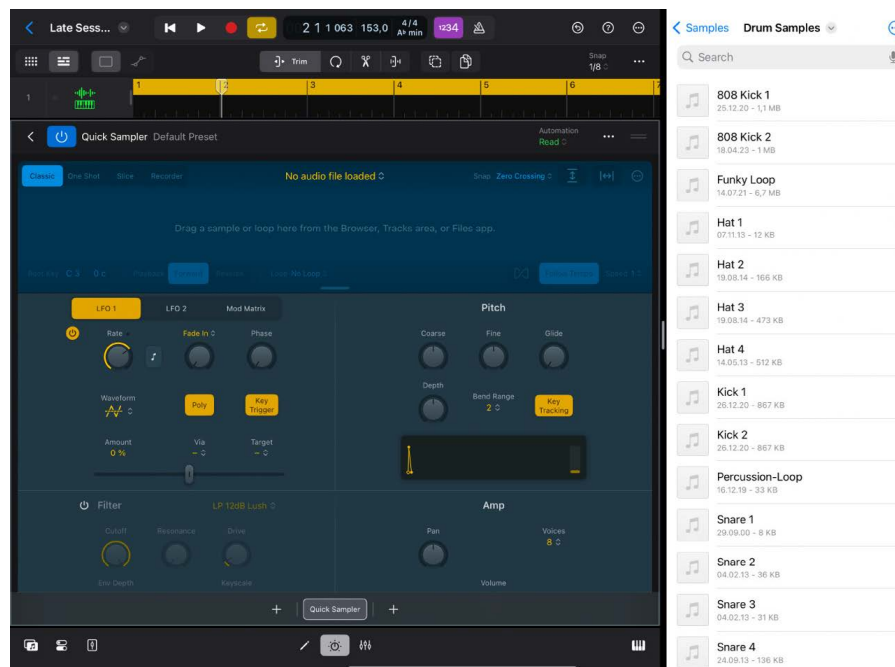 Late Sess...
2 1 1 063 153,0 4/4 A♭ min
1234
Trim
Snap
1/8
1
1 2 3 4 5 6 7
Quick Sampler Default Preset
Automation
Read
Classic One Shot Slice Recorder
No audio file loaded
Snap Zero Crossing
Drag a sample or loop here from the Browser, Tracks area, or Files app.
C 3 0 c
No Loop
LFO 1 LFO 2 Mod Matrix
Rate Fade In Phase
Waveform
Poly
Key Trigger
Amount Via Target
0 % – –
Filter LP 12dB Lush
Cutoff Resonance Drive
Env Depth Keyscale
Pitch
Coarse Fine Glide
Depth
Bend Range
2
Key Tracking
Amp
Pan Voices
8
Volume
Quick Sampler
Samples Drum Samples
Search
808 Kick 1
25.12.20 – 1,1 MB
808 Kick 2
18.04.23 – 1 MB
Funky Loop
14.07.21 – 6,7 MB
Hat 1
07.11.13 – 12 KB
Hat 2
19.08.14 – 166 KB
Hat 3
19.08.14 – 473 KB
Hat 4
14.05.13 – 512 KB
Kick 1
26.12.20 – 867 KB
Kick 2
26.12.20 – 867 KB
Percussion-Loop
16.12.19 – 33 KB
Snare 1
29.09.00 – 8 KB
Snare 2
04.02.13 – 36 KB
Snare 3
04.02.13 – 31 KB
Snare 4
24.09.13 – 136 KB